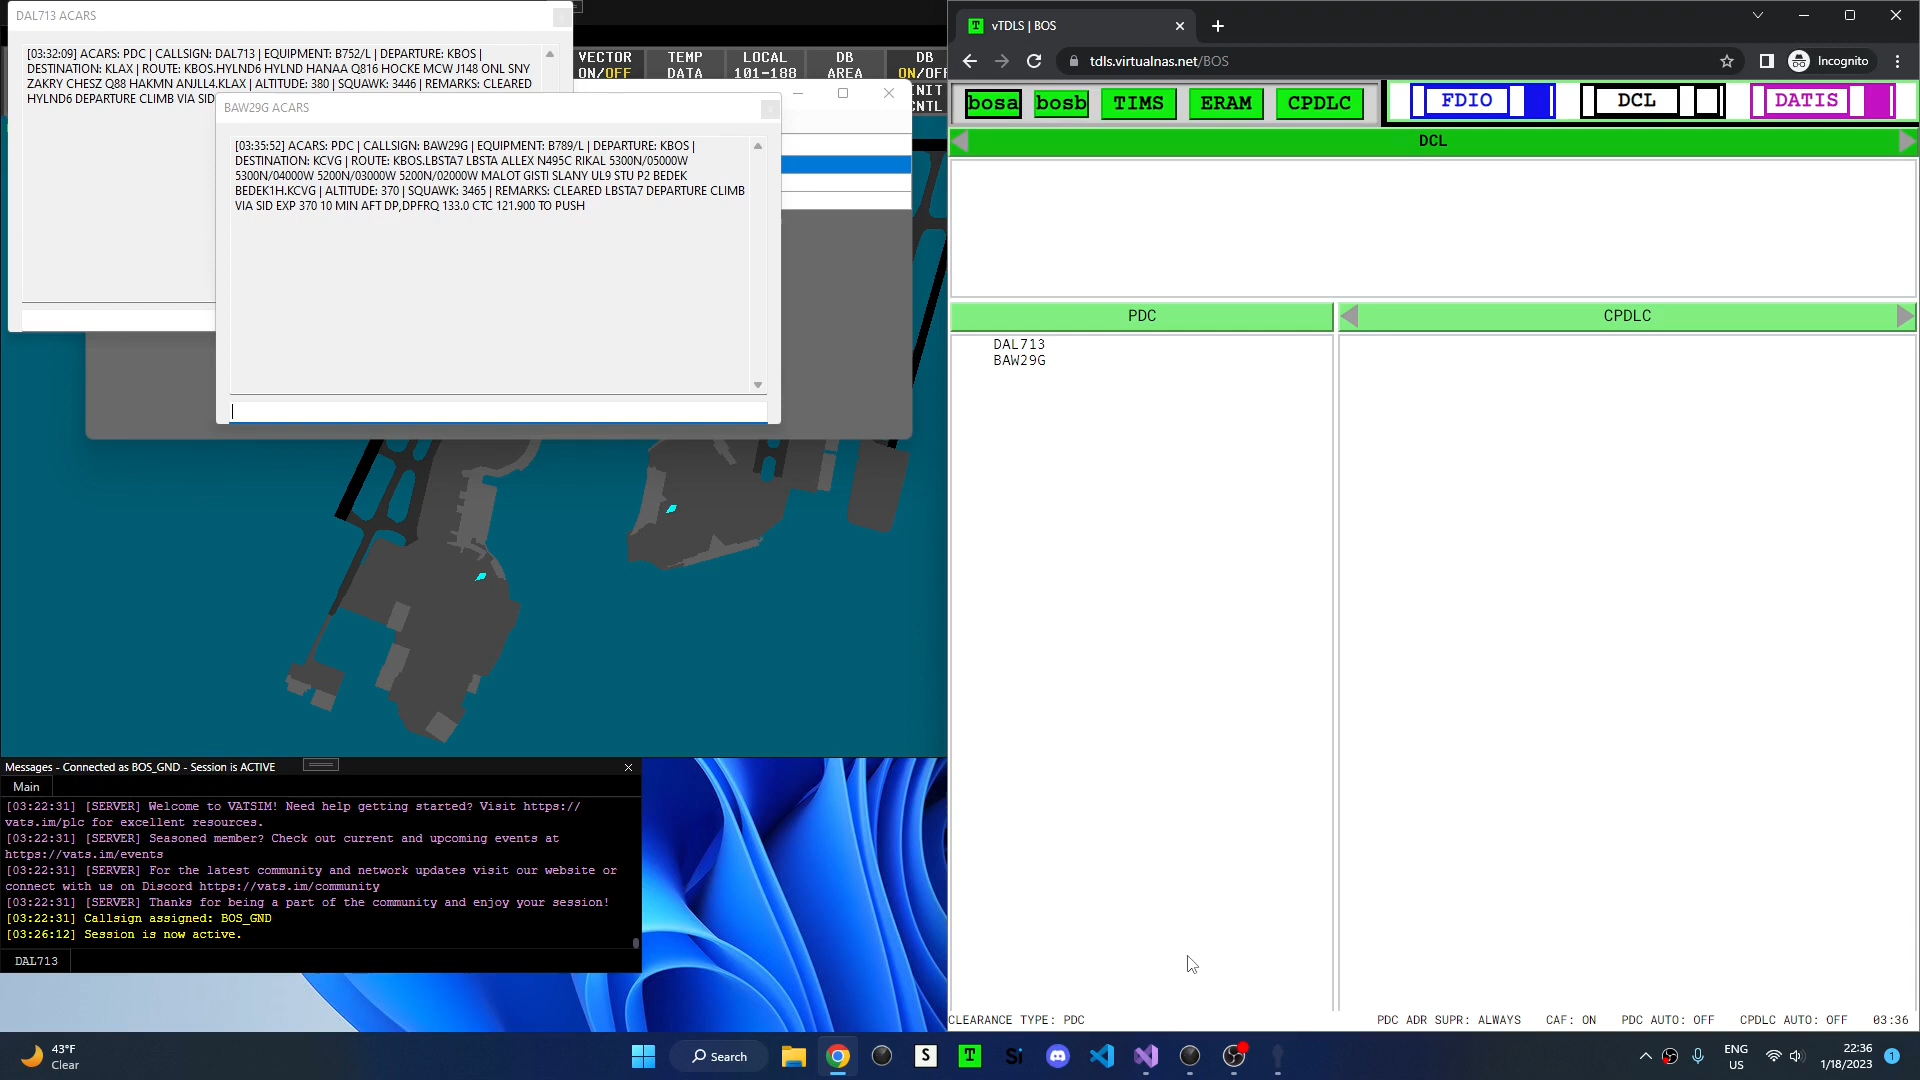 DAL713 ACARS
[03:32:09] ACARS: PDC | CALLSIGN: DAL713 | EQUIPMENT: B752/L | DEPARTURE: KBOS |
DESTINATION: KLAX | ROUTE: KBOS.HYLND6 HYLND HANAA Q816 HOCKE MCW J148 ONL SNY
ZAKRY CHESZ Q88 HAKMN ANJLL4.KLAX | ALTITUDE: 380 | SQUAWK: 3446 | REMARKS: CLEARED
HYLND6 DEPARTURE CLIMB VIA SID
BAW29G ACARS
[03:35:52] ACARS: PDC | CALLSIGN: BAW29G | EQUIPMENT: B789/L | DEPARTURE: KBOS |
DESTINATION: KCVG | ROUTE: KBOS.LBSTA7 LBSTA ALLEX N495C RIKAL 5300N/05000W
5300N/04000W 5200N/03000W 5200N/02000W MALOT GISTI SLANY UL9 STU P2 BEDEK
BEDEK1H.KCVG | ALTITUDE: 370 | SQUAWK: 3465 | REMARKS: CLEARED LBSTA7 DEPARTURE CLIMB
VIA SID EXP 370 10 MIN AFT DP,DPFRQ 133.0 CTC 121.900 TO PUSH
VECTOR TEMP LOCAL DB DB
ON/OFF DATA 101-188 AREA ON/OFF
INIT
CNTL
vTDLS | BOS
tdls.virtualnas.net/BOS
Incognito
bosa bosb TIMS ERAM CPDLC FDIO DCL DATIS
DCL
PDC CPDLC
DAL713
BAW29G
CLEARANCE TYPE: PDC PDC ADR SUPR: ALWAYS CAF: ON PDC AUTO: OFF CPDLC AUTO: OFF 03:36
Messages - Connected as BOS_GND - Session is ACTIVE
Main
[03:22:31] [SERVER] Welcome to VATSIM! Need help getting started? Visit https://
vats.im/plc for excellent resources.
[03:22:31] [SERVER] Seasoned member? Check out current and upcoming events at
https://vats.im/events
[03:22:31] [SERVER] For the latest community and network updates visit our website or
connect with us on Discord https://vats.im/community
[03:22:31] [SERVER] Thanks for being a part of the community and enjoy your session!
[03:22:31] Callsign assigned: BOS_GND
[03:26:12] Session is now active.
DAL713
43°F
Clear
Search
S
T
Si
ENG
US
22:36
1/18/2023
1